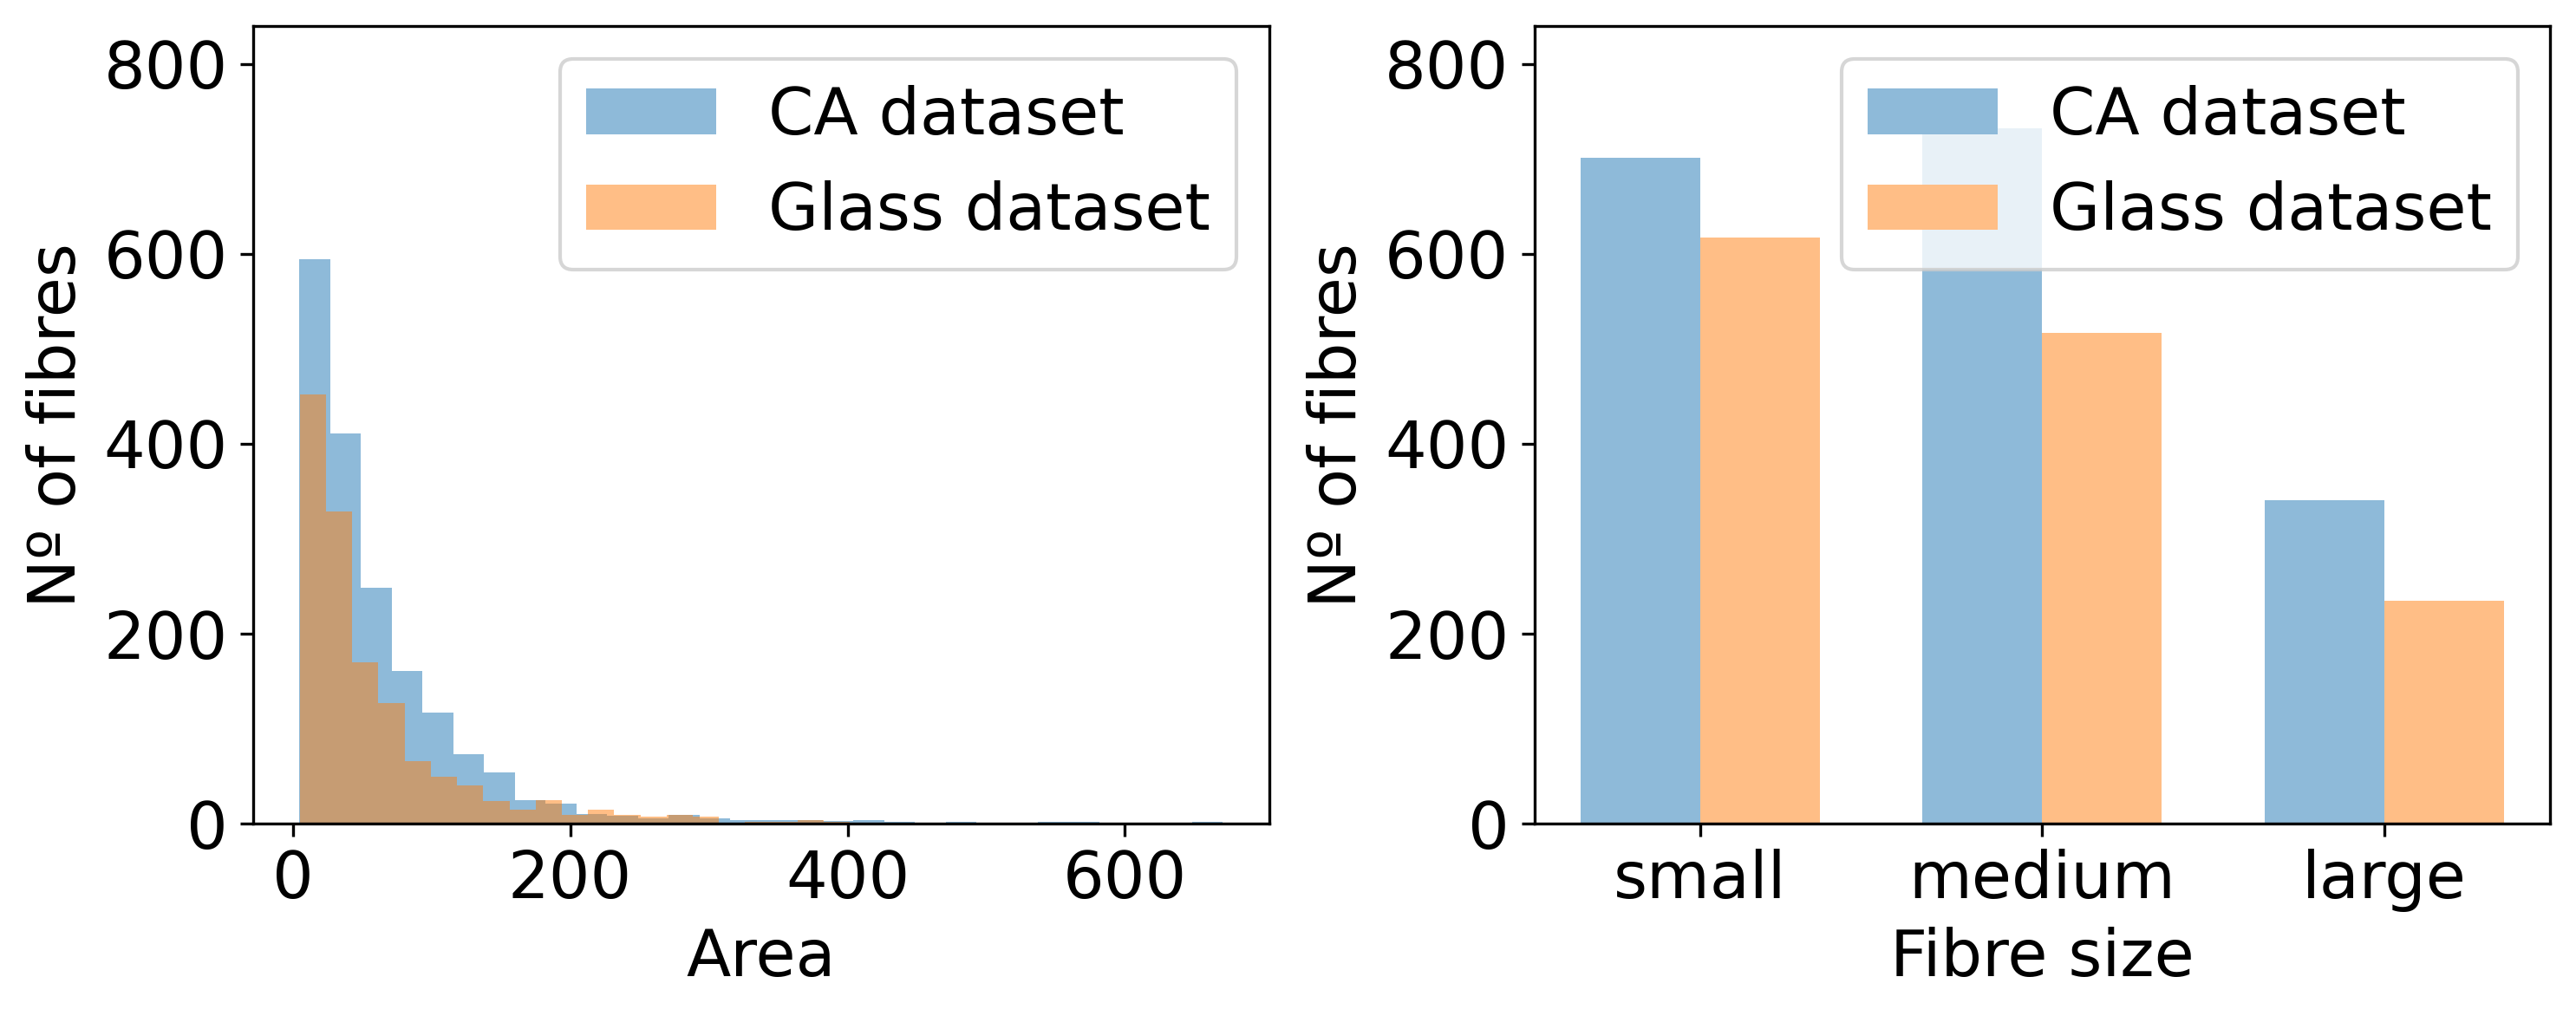 800
600
400
200
0
Nº of fibres
CA dataset
Glass dataset
0 200 400 600
Area
800
600
400
200
0
Nº of fibres
CA dataset
Glass dataset
small medium large
Fibre size